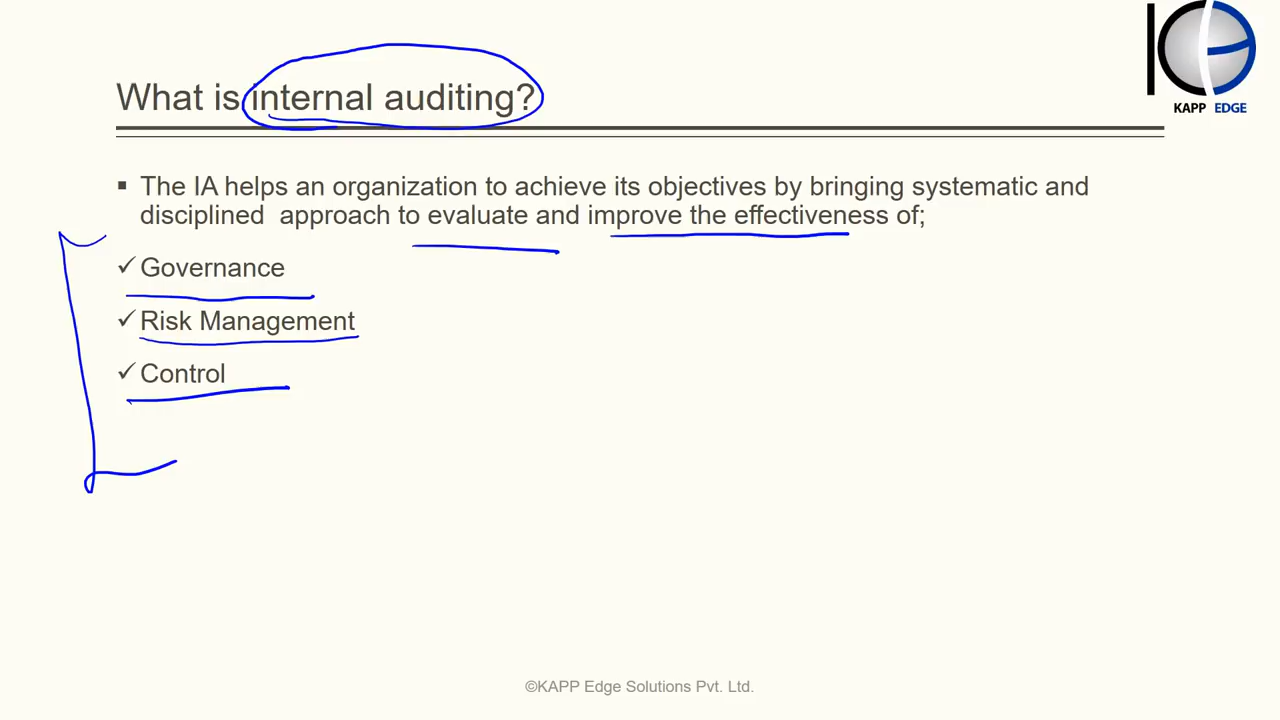 KAPP EDGE
What is internal auditing?
▪ The IA helps an organization to achieve its objectives by bringing systematic and
disciplined approach to evaluate and improve the effectiveness of;
✓ Governance
✓ Risk Management
✓ Control
©KAPP Edge Solutions Pvt. Ltd.